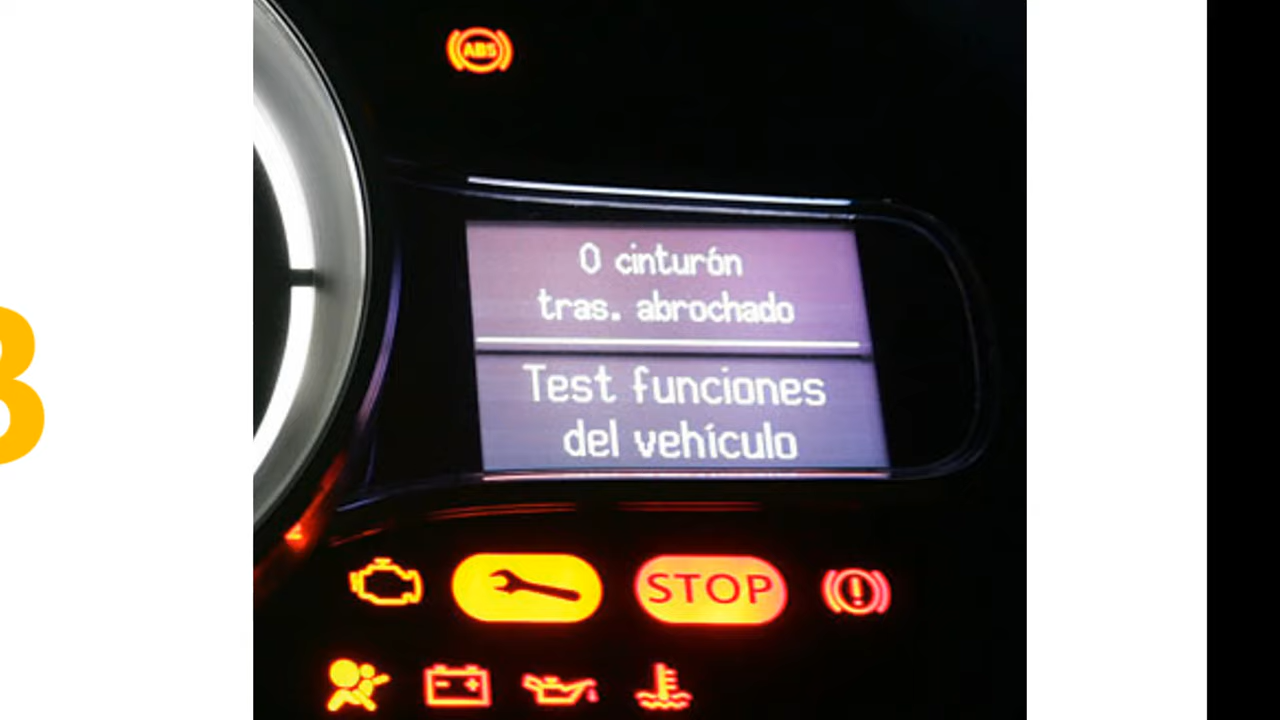 ABS
0 cinturón
tras. abrochado
Test funciones
del vehículo
STOP